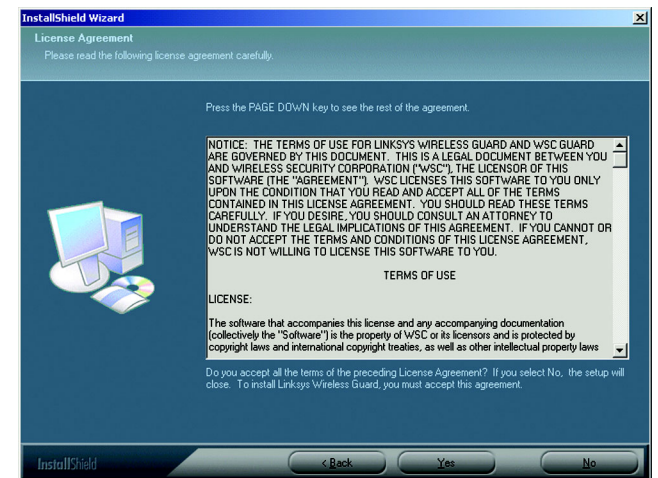 InstallShield Wizard
License Agreement
Please read the following license agreement carefully.
Press the PAGE DOWN key to see the rest of the agreement.
NOTICE: THE TERMS OF USE FOR LINKSYS WIRELESS GUARD AND WSC GUARD
ARE GOVERNED BY THIS DOCUMENT. THIS IS A LEGAL DOCUMENT BETWEEN YOU
AND WIRELESS SECURITY CORPORATION ("WSC"), THE LICENSOR OF THIS
SOFTWARE (THE "AGREEMENT"). WSC LICENSES THIS SOFTWARE TO YOU ONLY
UPON THE CONDITION THAT YOU READ AND ACCEPT ALL OF THE TERMS
CONTAINED IN THIS LICENSE AGREEMENT. YOU SHOULD READ THESE TERMS
CAREFULLY. IF YOU DESIRE, YOU SHOULD CONSULT AN ATTORNEY TO
UNDERSTAND THE LEGAL IMPLICATIONS OF THIS AGREEMENT. IF YOU CANNOT OR
DO NOT ACCEPT THE TERMS AND CONDITIONS OF THIS LICENSE AGREEMENT,
WSC IS NOT WILLING TO LICENSE THIS SOFTWARE TO YOU.
TERMS OF USE
LICENSE:
The software that accompanies this license and any accompanying documentation
(collectively the "Software") is the property of WSC or its licensors and is protected by
copyright laws and international copyright treaties, as well as other intellectual property laws
Do you accept all the terms of the preceding License Agreement? If you select No, the setup will
close. To install Linksys Wireless Guard, you must accept this agreement.
InstallShield
< Back
Yes
No